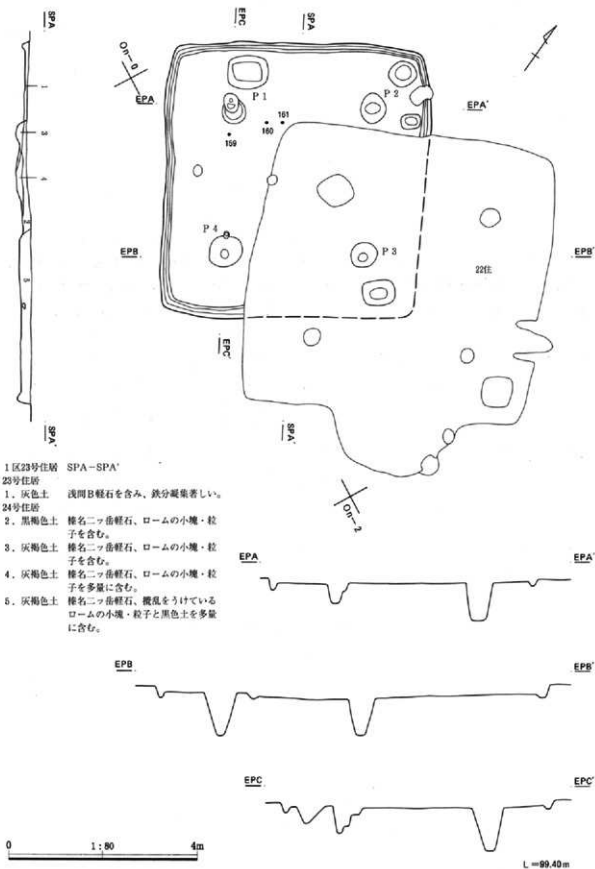 SPA
EPC
SPA
On-0
EPA
P 1
P 2
EPA'
1
161
160
159
3
4
P 4
2
EPB
P 3
EPB'
22住
5
EPC'
SPA'
SPA'
On-2
1区23号住居 SPA-SPA'
23号住居
1. 灰色土 浅間B軽石を含み、鉄分凝集著しい。
24号住居
2. 黒褐色土 榛名二ッ岳軽石、ロームの小塊・粒
子を含む。
3. 灰褐色土 榛名二ッ岳軽石、ロームの小塊・粒
子を含む。
4. 灰褐色土 榛名二ッ岳軽石、ロームの小塊・粒
子を多量に含む。
5. 灰褐色土 榛名二ッ岳軽石、攪乱をうけている
ロームの小塊・粒子と黒色土を多量
に含む。
EPA
EPA'
EPB
EPB'
EPC
EPC'
0 1:80 4m
L=99.40m